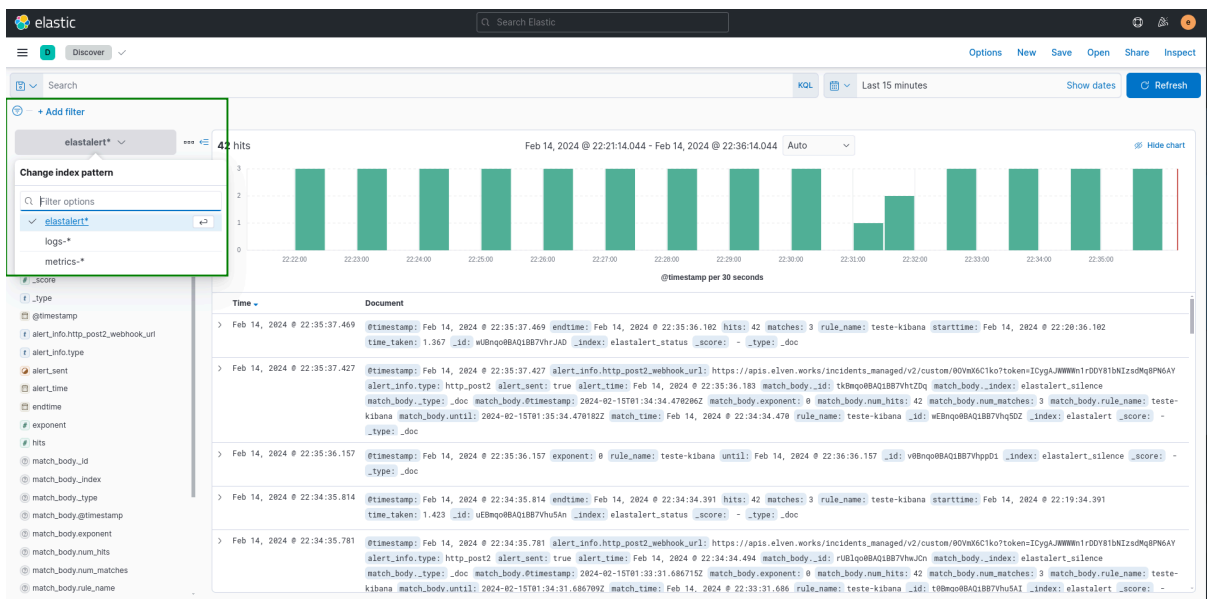 elastic
Search Elastic
e
D Discover
Options New Save Open Share Inspect
Search
KQL
Last 15 minutes
Show dates
Refresh
+ Add filter
elastalert*
42 hits
Feb 14, 2024 @ 22:21:14.044 - Feb 14, 2024 @ 22:36:14.044 Auto
Hide chart
Change index pattern
Filter options
elastalert*
logs-*
metrics-*
# _score
t _type
@timestamp
t alert_info.http_post2_webhook_url
t alert_info.type
alert_sent
alert_time
endtime
# exponent
# hits
? match_body._id
? match_body._index
? match_body._type
? match_body.@timestamp
? match_body.exponent
? match_body.num_hits
? match_body.num_matches
? match_body.rule_name
3
2
1
0
22:22:00 22:23:00 22:24:00 22:25:00 22:26:00 22:27:00 22:28:00 22:29:00 22:30:00 22:31:00 22:32:00 22:33:00 22:34:00 22:35:00
@timestamp per 30 seconds
Time Document
Feb 14, 2024 @ 22:35:37.469 @timestamp: Feb 14, 2024 @ 22:35:37.469 endtime: Feb 14, 2024 @ 22:35:36.102 hits: 42 matches: 3 rule_name: teste-kibana starttime: Feb 14, 2024 @ 22:20:36.102
time_taken: 1.367 _id: wUBnqo0BAQiBB7VhrJAD _index: elastalert_status _score: - _type: _doc
Feb 14, 2024 @ 22:35:37.427 @timestamp: Feb 14, 2024 @ 22:35:37.427 alert_info.http_post2_webhook_url: https://apis.elven.works/incidents_managed/v2/custom/0OVmX6C1ko?token=ICygAJWWWWn1rDDY81bNIzsdMq8PN6AY
alert_info.type: http_post2 alert_sent: true alert_time: Feb 14, 2024 @ 22:35:36.183 match_body._id: tkBmqo0BAQiBB7VhtZDq match_body._index: elastalert_silence
match_body._type: _doc match_body.@timestamp: 2024-02-15T01:34:34.470206Z match_body.exponent: 0 match_body.num_hits: 42 match_body.num_matches: 3 match_body.rule_name: teste-
kibana match_body.until: 2024-02-15T01:35:34.470182Z match_time: Feb 14, 2024 @ 22:34:34.470 rule_name: teste-kibana _id: wEBnqo0BAQiBB7Vhq5DZ _index: elastalert _score: -
_type: _doc
Feb 14, 2024 @ 22:35:36.157 @timestamp: Feb 14, 2024 @ 22:35:36.157 exponent: 0 rule_name: teste-kibana until: Feb 14, 2024 @ 22:36:36.157 _id: v0Bnqo0BAQiBB7VhppDi _index: elastalert_silence _score: -
_type: _doc
Feb 14, 2024 @ 22:34:35.814 @timestamp: Feb 14, 2024 @ 22:34:35.814 endtime: Feb 14, 2024 @ 22:34:34.391 hits: 42 matches: 3 rule_name: teste-kibana starttime: Feb 14, 2024 @ 22:19:34.391
time_taken: 1.423 _id: uEBmqo0BAQiBB7Vhu5An _index: elastalert_status _score: - _type: _doc
Feb 14, 2024 @ 22:34:35.781 @timestamp: Feb 14, 2024 @ 22:34:35.781 alert_info.http_post2_webhook_url: https://apis.elven.works/incidents_managed/v2/custom/0OVmX6C1ko?token=ICygAJWWWWn1rDDY81bNIzsdMq8PN6AY
alert_info.type: http_post2 alert_sent: true alert_time: Feb 14, 2024 @ 22:34:34.494 match_body._id: rUBlqo0BAQiBB7VhwJCn match_body._index: elastalert_silence
match_body._type: _doc match_body.@timestamp: 2024-02-15T01:33:31.686715Z match_body.exponent: 0 match_body.num_hits: 42 match_body.num_matches: 3 match_body.rule_name: teste-
kibana match_body.until: 2024-02-15T01:34:31.686709Z match_time: Feb 14, 2024 @ 22:33:31.686 rule_name: teste-kibana _id: t0Bmqo0BAQiBB7Vhu5AI _index: elastalert _score: -